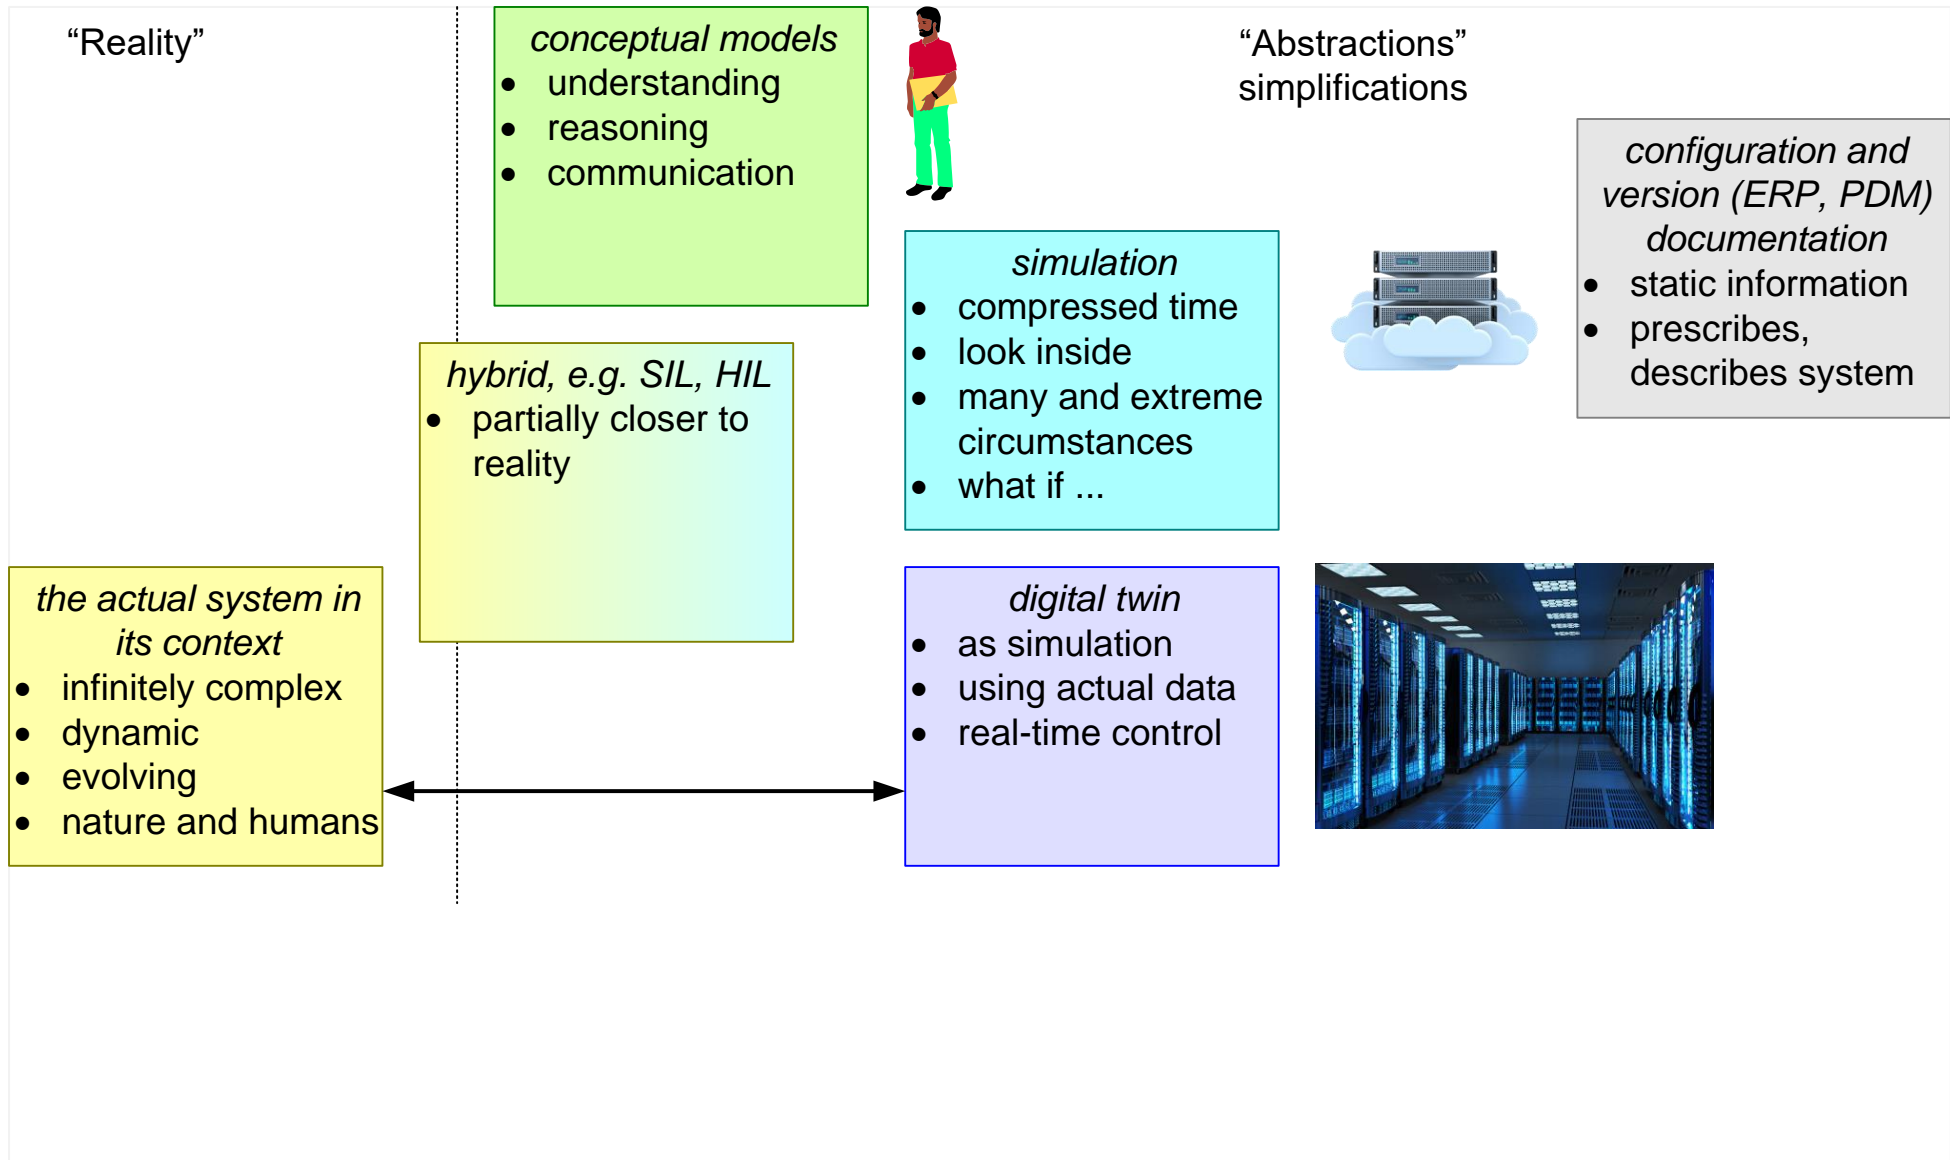 “Reality”
conceptual models
• understanding
• reasoning
• communication
“Abstractions”
simplifications
configuration and
version (ERP, PDM)
documentation
• static information
• prescribes,
describes system
simulation
• compressed time
• look inside
• many and extreme
circumstances
• what if ...
hybrid, e.g. SIL, HIL
• partially closer to
reality
the actual system in
its context
• infinitely complex
• dynamic
• evolving
• nature and humans
digital twin
• as simulation
• using actual data
• real-time control